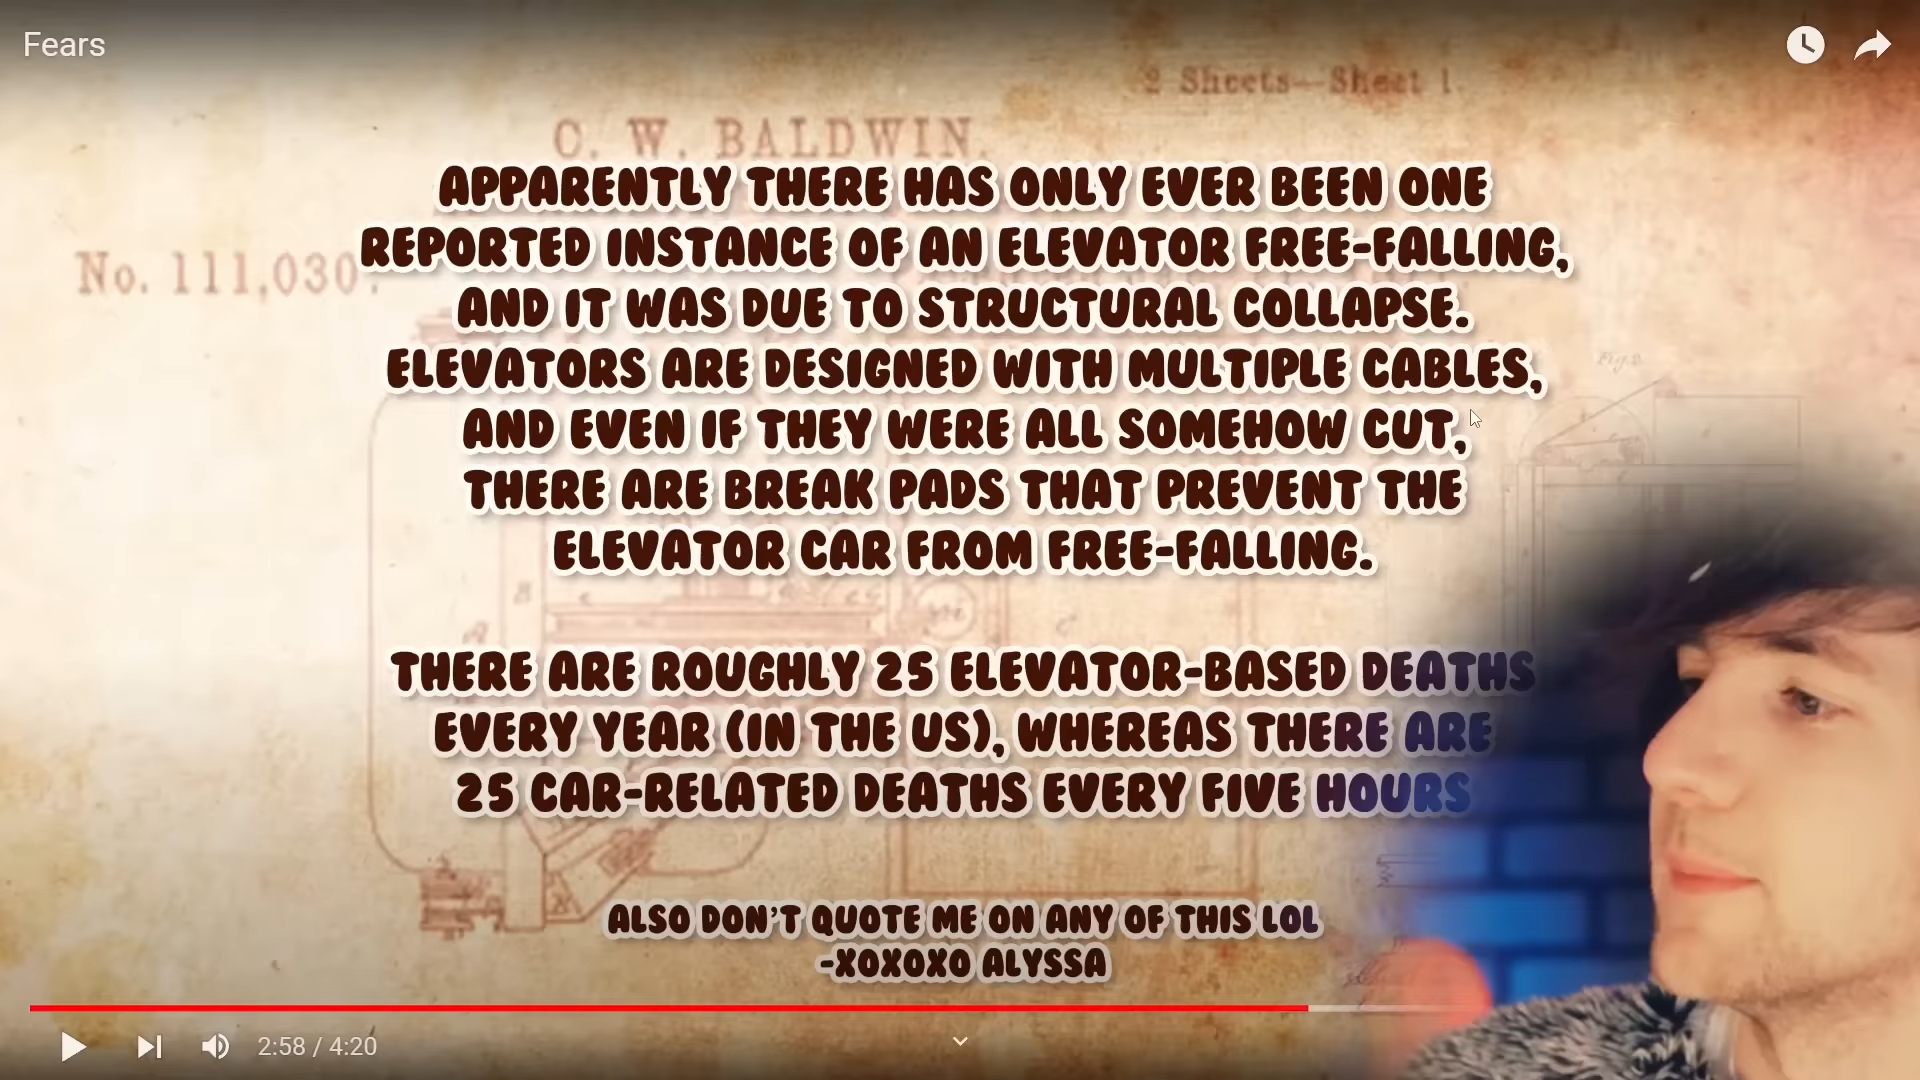 Fears
2 Sheets—Sheet 1.
C. W. BALDWIN.
No. 111,030.
APPARENTLY THERE HAS ONLY EVER BEEN ONE
REPORTED INSTANCE OF AN ELEVATOR FREE-FALLING,
AND IT WAS DUE TO STRUCTURAL COLLAPSE.
ELEVATORS ARE DESIGNED WITH MULTIPLE CABLES,
AND EVEN IF THEY WERE ALL SOMEHOW CUT,
THERE ARE BREAK PADS THAT PREVENT THE
ELEVATOR CAR FROM FREE-FALLING.
THERE ARE ROUGHLY 25 ELEVATOR-BASED DEATHS
EVERY YEAR (IN THE US), WHEREAS THERE ARE
25 CAR-RELATED DEATHS EVERY FIVE HOURS
ALSO DON'T QUOTE ME ON ANY OF THIS LOL
-XOXOXO ALYSSA
2:58 / 4:20